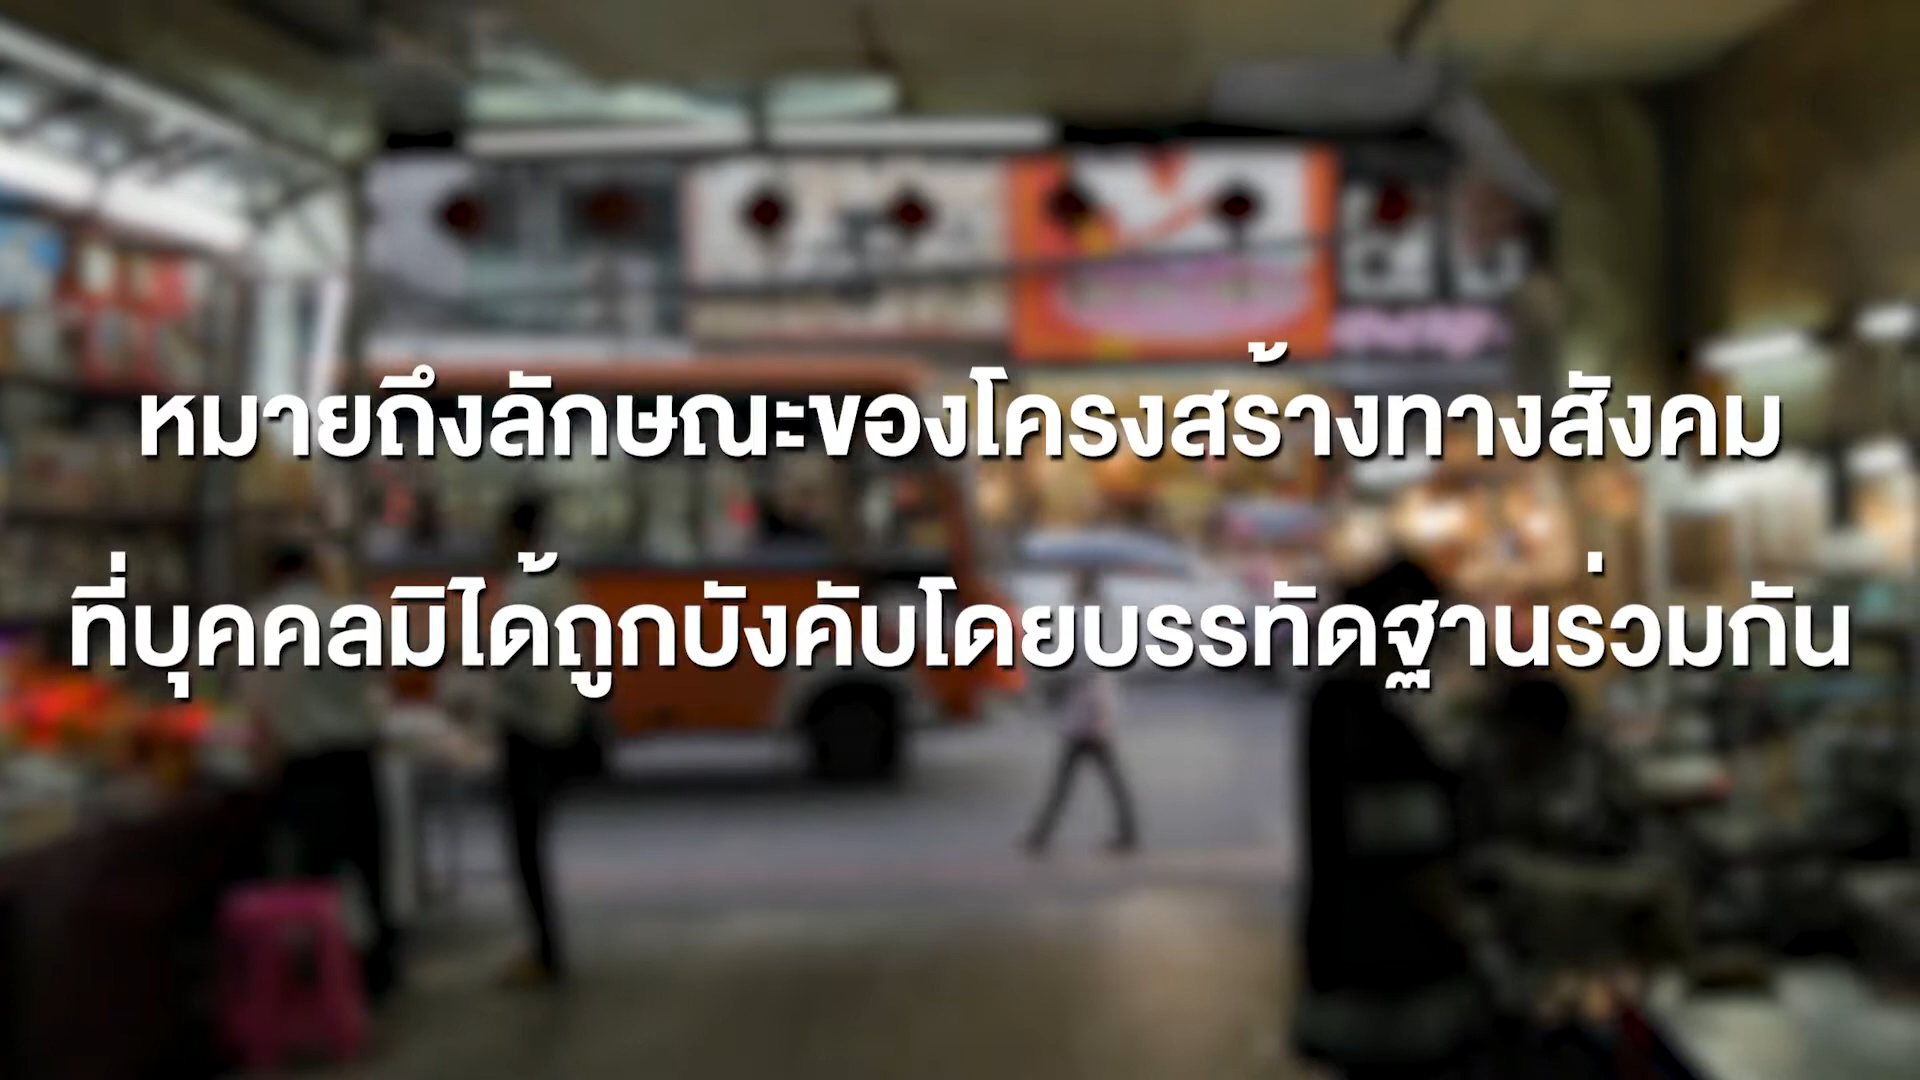 หมายถึงลักษณะของโครงสร้างทางสังคม
ที่บุคคลมิได้ถูกบังคับโดยบรรทัดฐานร่วมกัน